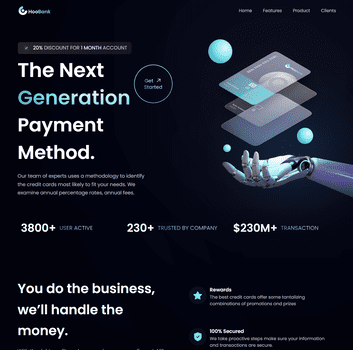 HooBank
Home Features Product Clients
20% DISCOUNT FOR 1 MONTH ACCOUNT
The Next
Generation
Get
Started
Payment
Method.
Our team of experts uses a methodology to identify
the credit cards most likely to fit your needs. We
examine annual percentage rates, annual fees.
3800+ USER ACTIVE
230+ TRUSTED BY COMPANY
$230M+ TRANSACTION
You do the business,
we'll handle the
money.
Rewards
The best credit cards offer some tantalizing
combinations of promotions and prizes
100% Secured
We take proactive steps make sure your information
and transactions are secure.